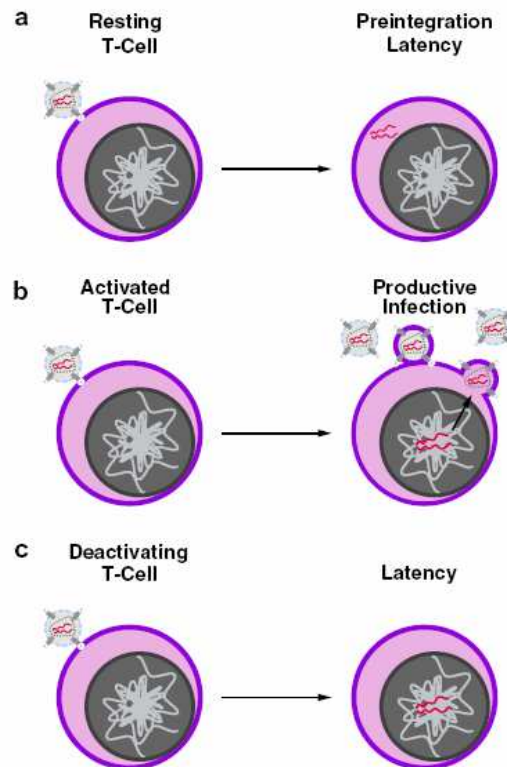 a
Resting
T-Cell
Preintegration
Latency
b
Activated
T-Cell
Productive
Infection
c
Deactivating
T-Cell
Latency